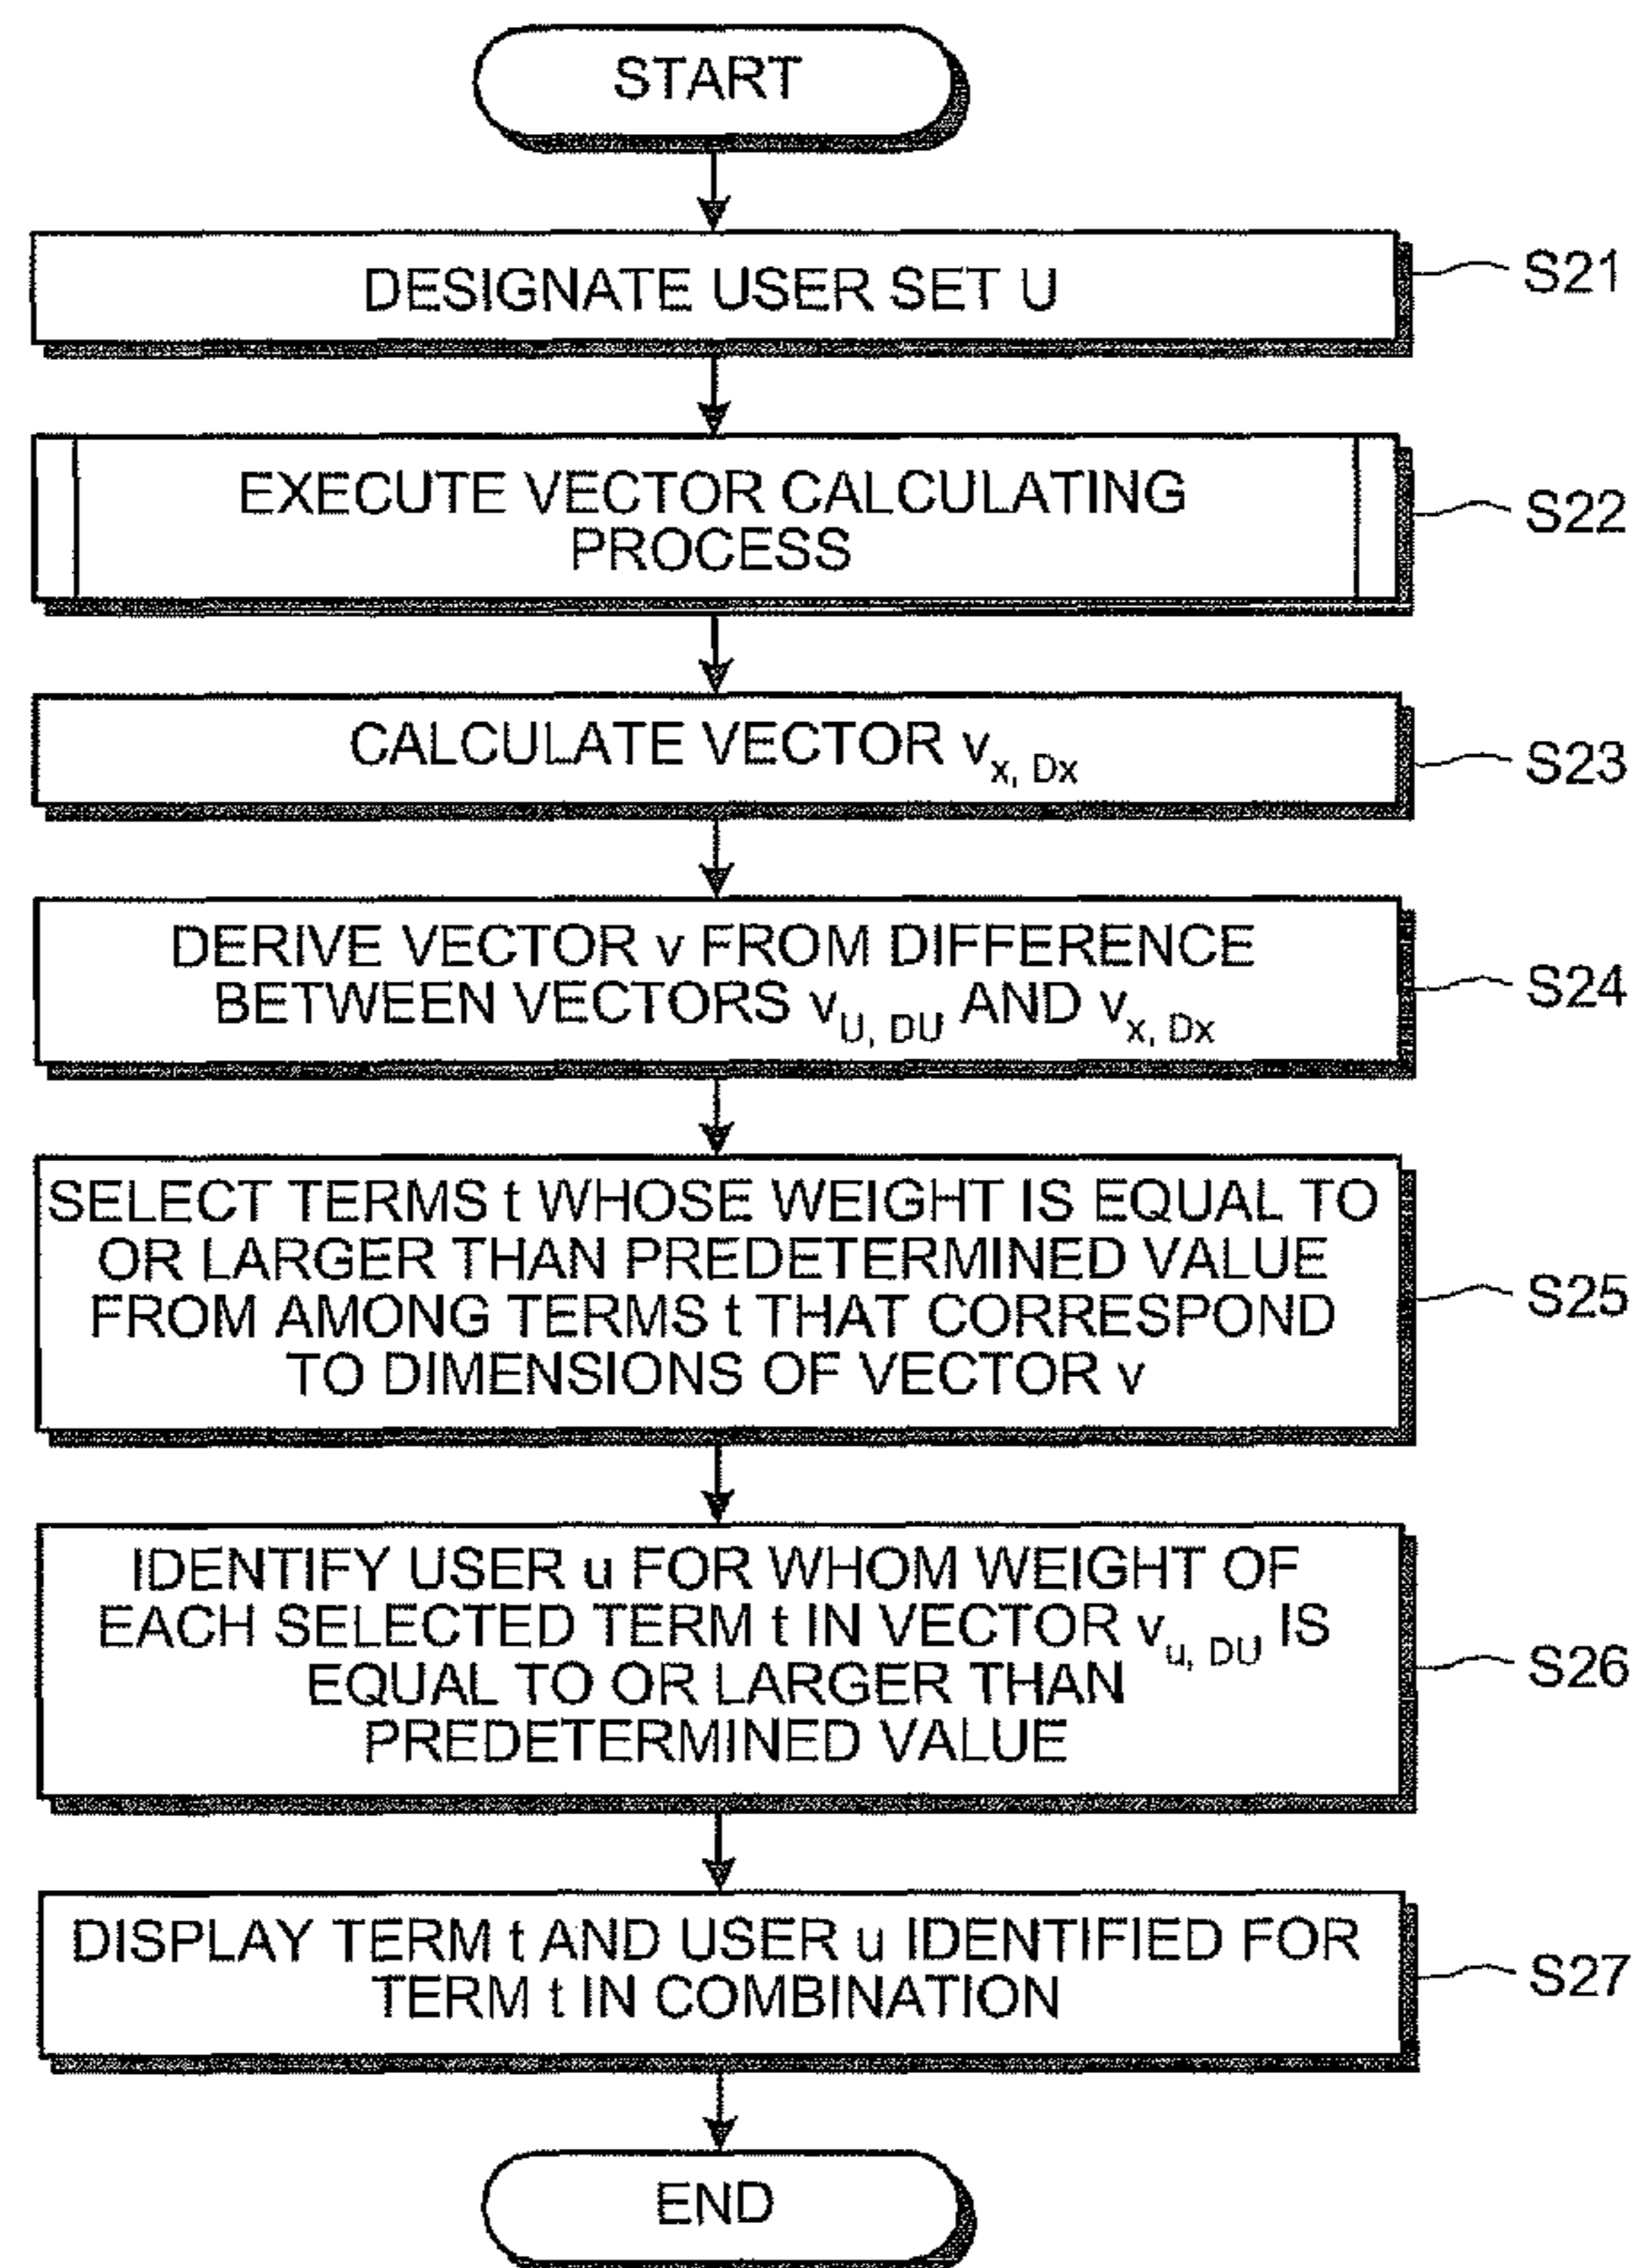 START
DESIGNATE USER SET U
S21
EXECUTE VECTOR CALCULATING
PROCESS
S22
CALCULATE VECTOR v x, Dx
S23
DERIVE VECTOR v FROM DIFFERENCE
BETWEEN VECTORS v U, DU AND v x, Dx
S24
SELECT TERMS t WHOSE WEIGHT IS EQUAL TO
OR LARGER THAN PREDETERMINED VALUE
FROM AMONG TERMS t THAT CORRESPOND
TO DIMENSIONS OF VECTOR v
S25
IDENTIFY USER u FOR WHOM WEIGHT OF
EACH SELECTED TERM t IN VECTOR v u, DU IS
EQUAL TO OR LARGER THAN
PREDETERMINED VALUE
S26
DISPLAY TERM t AND USER u IDENTIFIED FOR
TERM t IN COMBINATION
S27
END